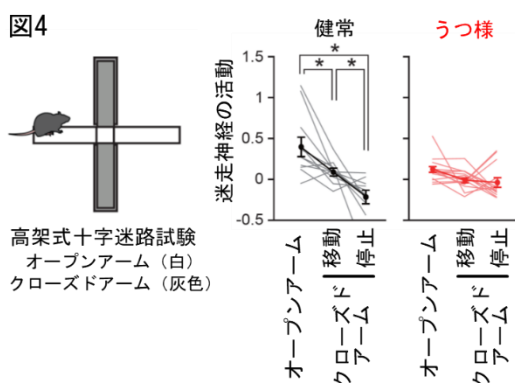 図4
健常
うつ様
*
* *
迷走神経の活動
1.5
1
0.5
0
-0.5
オープンアーム
移動
停止
クローズド
アーム
オープンアーム
移動
停止
クローズド
アーム
高架式十字迷路試験
オープンアーム（白）
クローズドアーム（灰色）